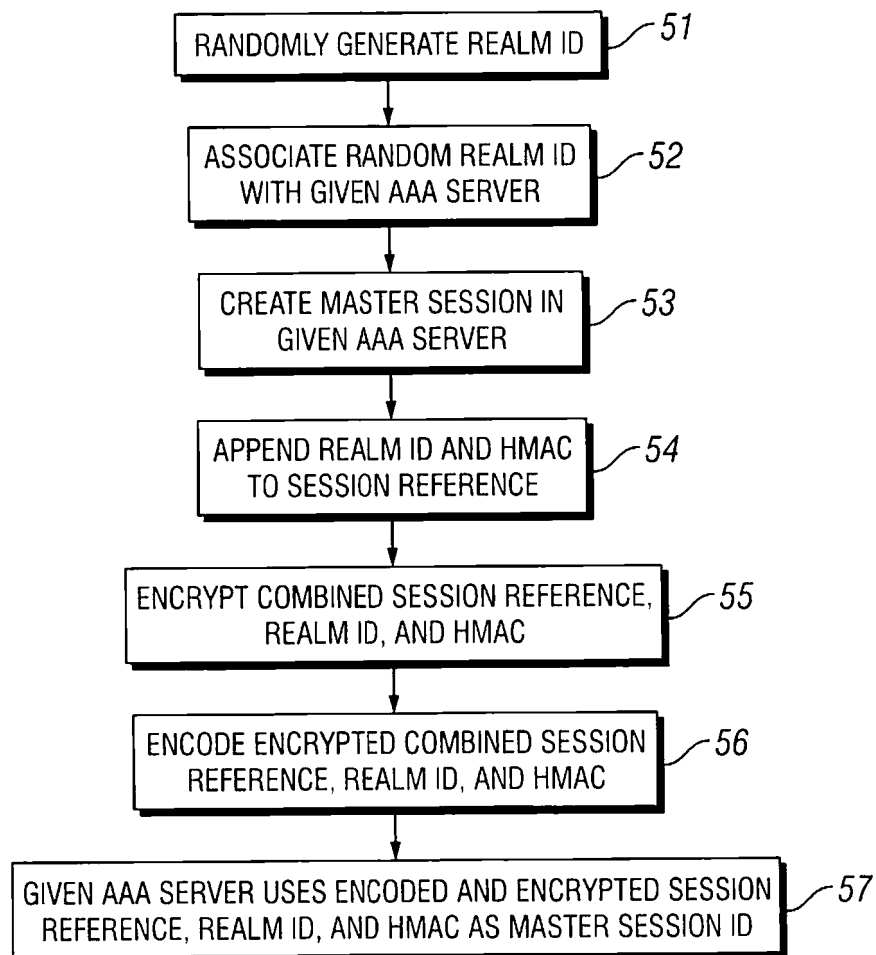 RANDOMLY GENERATE REALM ID
51
ASSOCIATE RANDOM REALM ID
WITH GIVEN AAA SERVER
52
CREATE MASTER SESSION IN
GIVEN AAA SERVER
53
APPEND REALM ID AND HMAC
TO SESSION REFERENCE
54
ENCRYPT COMBINED SESSION REFERENCE,
REALM ID, AND HMAC
55
ENCODE ENCRYPTED COMBINED SESSION
REFERENCE, REALM ID, AND HMAC
56
GIVEN AAA SERVER USES ENCODED AND ENCRYPTED SESSION
REFERENCE, REALM ID, AND HMAC AS MASTER SESSION ID
57